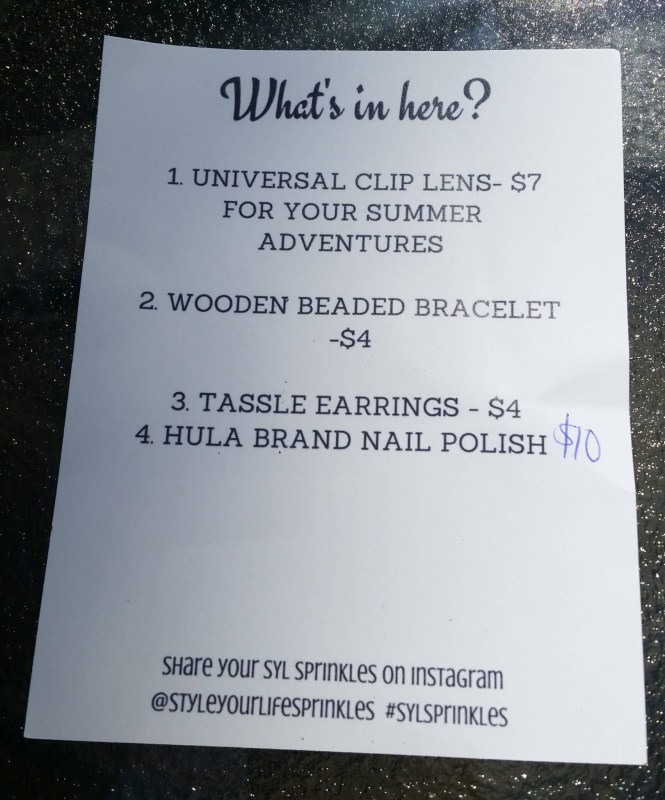 What's in here?
1. UNIVERSAL CLIP LENS- $7
FOR YOUR SUMMER
ADVENTURES
2. WOODEN BEADED BRACELET
-$4
3. TASSLE EARRINGS - $4
4. HULA BRAND NAIL POLISH $10
Share your SYL Sprinkles on Instagram
@styleyourlifesprinkles #sylsprinkles